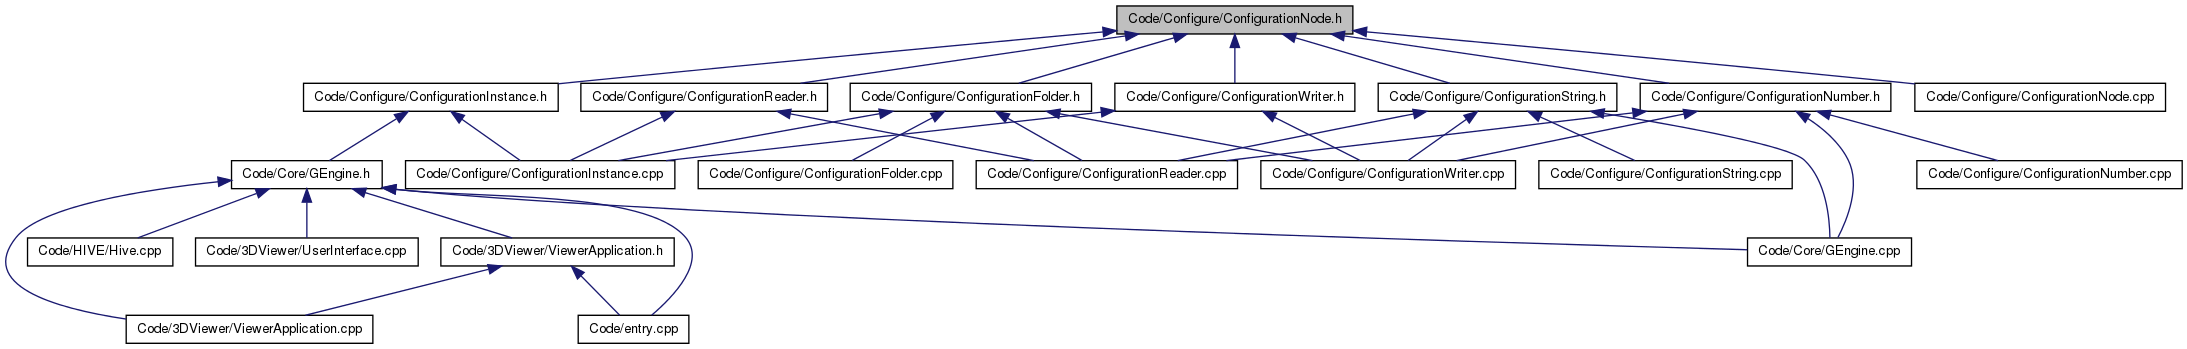 Code/Configure/ConfigurationNode.h
Code/Configure/ConfigurationInstance.h
Code/Configure/ConfigurationReader.h
Code/Configure/ConfigurationFolder.h
Code/Configure/ConfigurationWriter.h
Code/Configure/ConfigurationString.h
Code/Configure/ConfigurationNumber.h
Code/Configure/ConfigurationNode.cpp
Code/Core/GEngine.h
Code/Configure/ConfigurationInstance.cpp
Code/Configure/ConfigurationFolder.cpp
Code/Configure/ConfigurationReader.cpp
Code/Configure/ConfigurationWriter.cpp
Code/Configure/ConfigurationString.cpp
Code/Configure/ConfigurationNumber.cpp
Code/HIVE/Hive.cpp
Code/3DViewer/UserInterface.cpp
Code/3DViewer/ViewerApplication.h
Code/Core/GEngine.cpp
Code/3DViewer/ViewerApplication.cpp
Code/entry.cpp